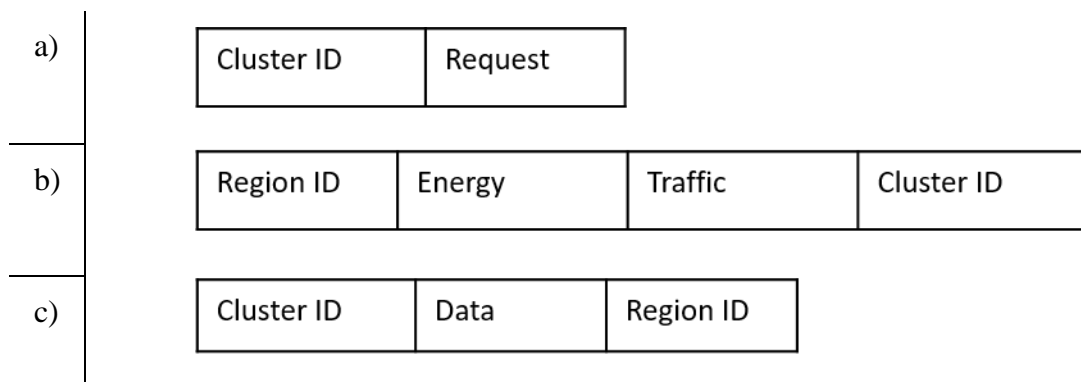 a) Cluster ID Request
b) Region ID Energy Traffic Cluster ID
c) Cluster ID Data Region ID